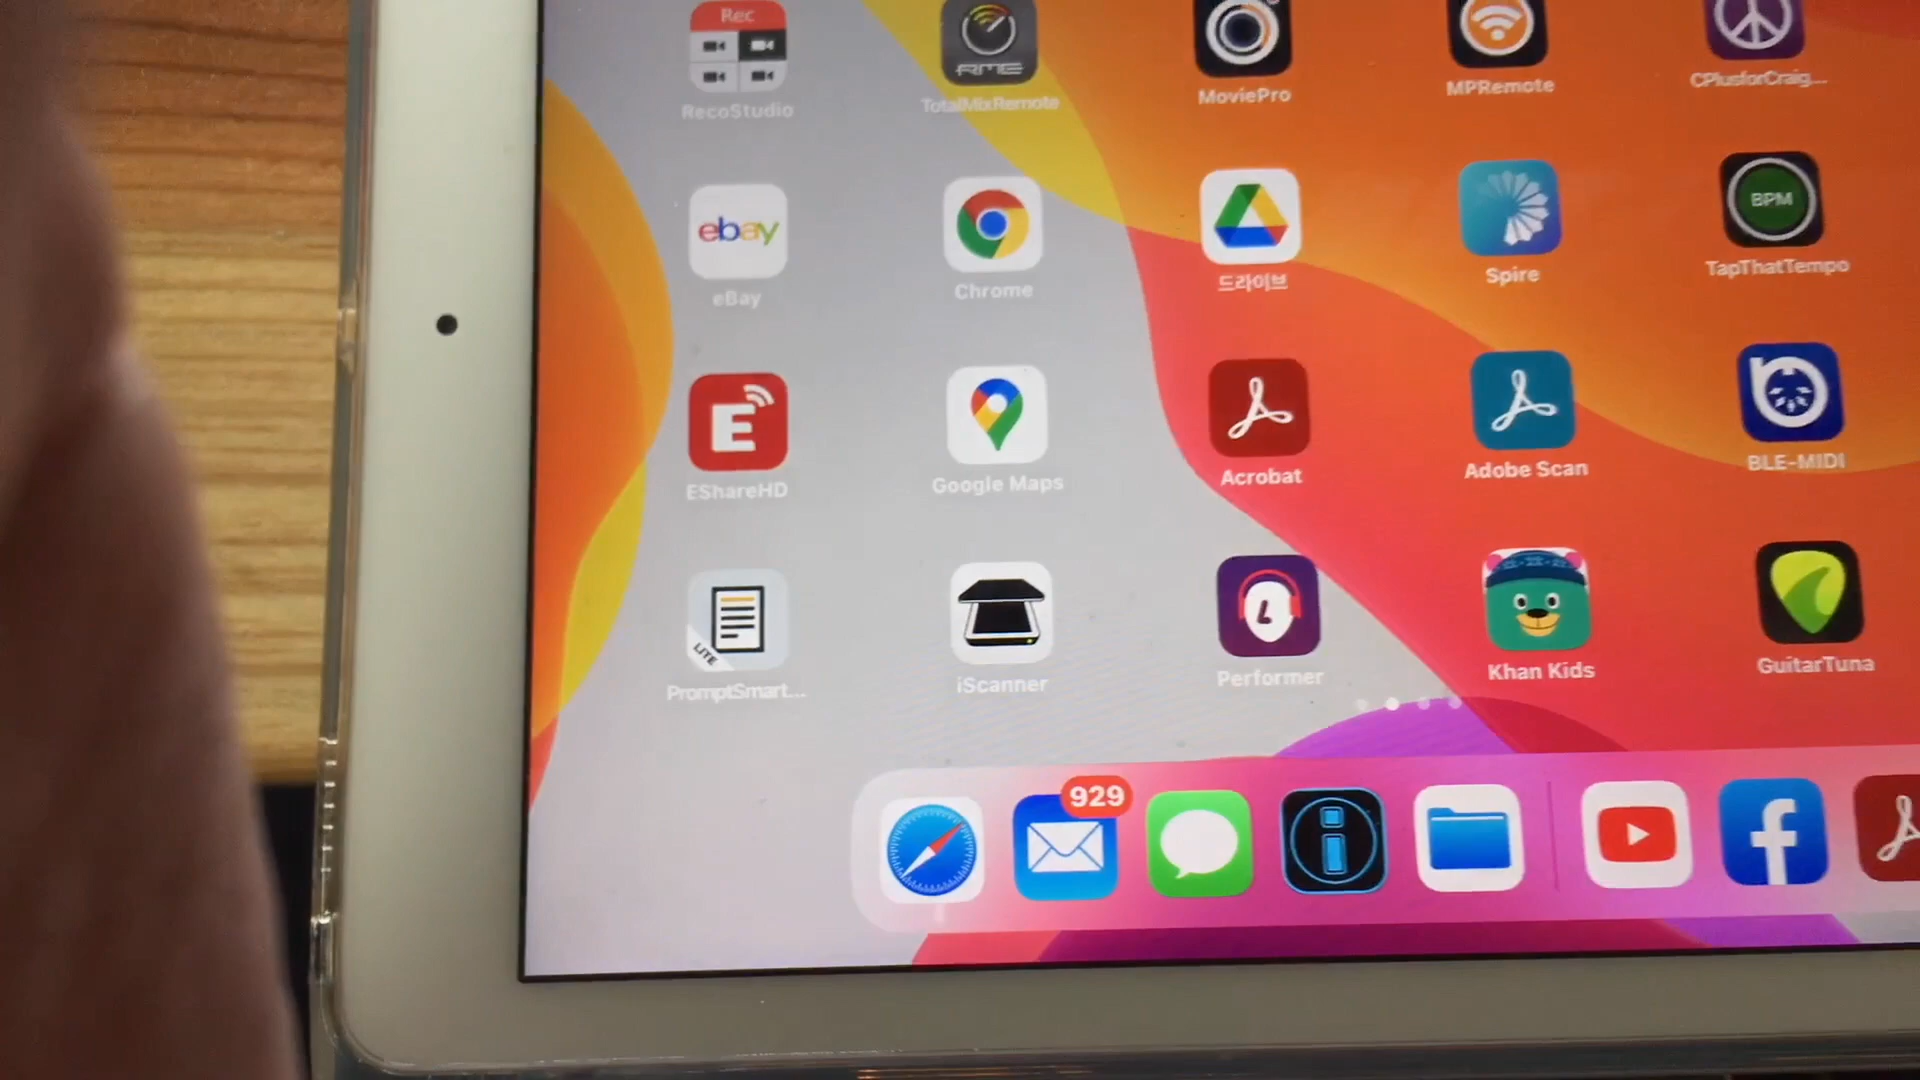 Rec
RME
RecoStudio
TotalMixRemote
MoviePro
MPRemote
CPlusforCraig...
ebay
BPM
eBay
Chrome
드라이브
Spire
TapThatTempo
E
EShareHD
Google Maps
Acrobat
Adobe Scan
BLE-MIDI
LITE
L
PromptSmart...
iScanner
Performer
Khan Kids
GuitarTuna
929